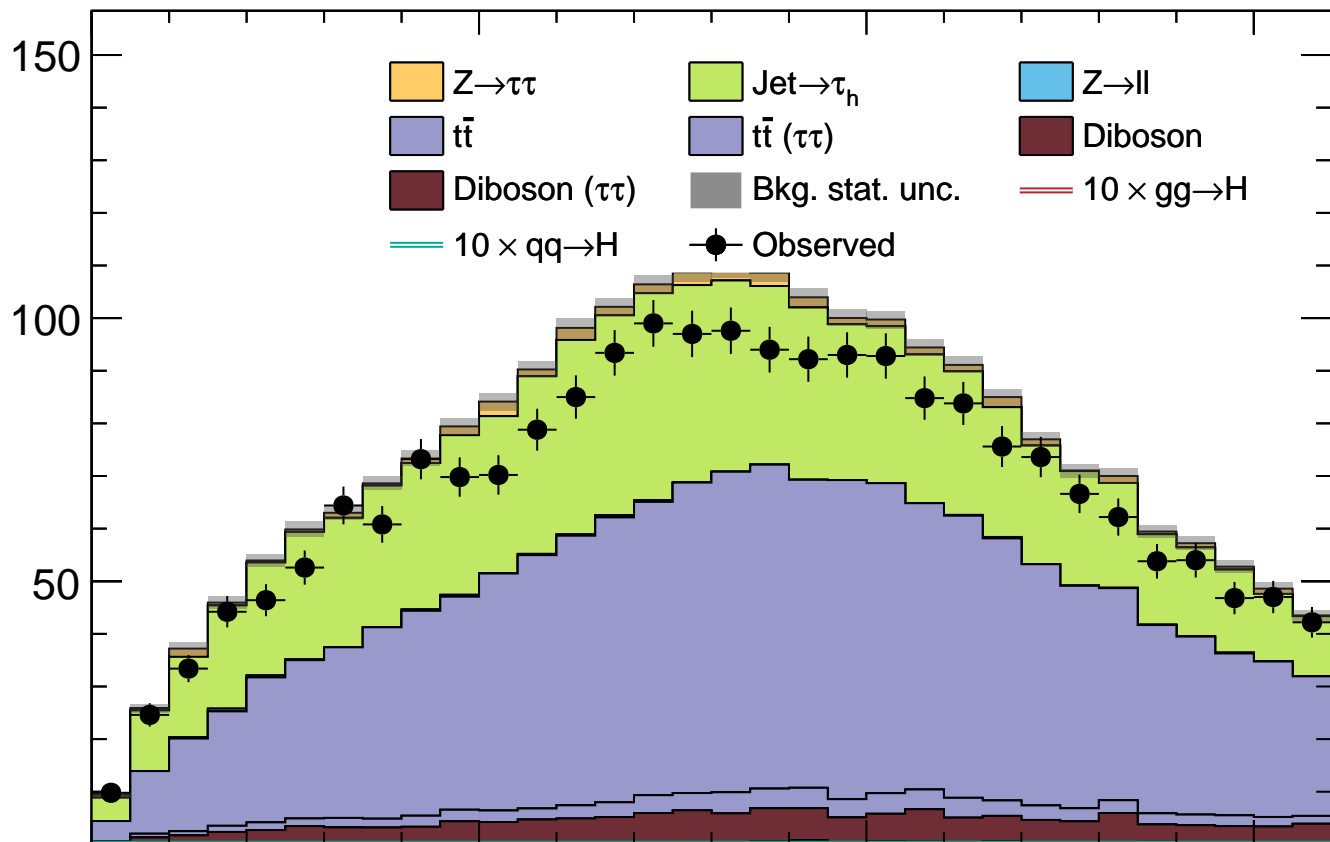 150
Z→ττ Jet→τh Z→ll
tt̄ tt̄ (ττ) Diboson
Diboson (ττ) Bkg. stat. unc. 10 × gg→H
10 × qq→H Observed
100
50